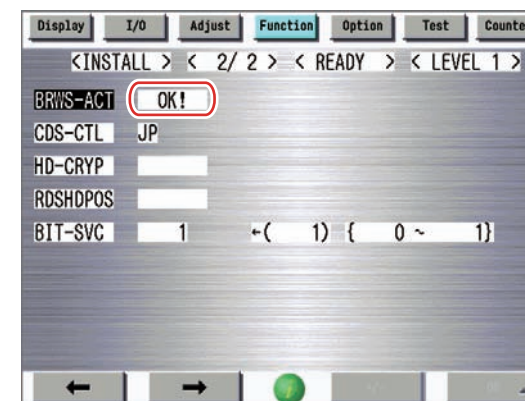 Display I/O Adjust Function Option Test Counte
<INSTALL > < 2/ 2 > < READY > < LEVEL 1 >
BRWS-ACT OK!
CDS-CTL JP
HD-CRYP
RDSHDPOS
BIT-SVC 1 ←( 1) { 0 ~ 1}
← →